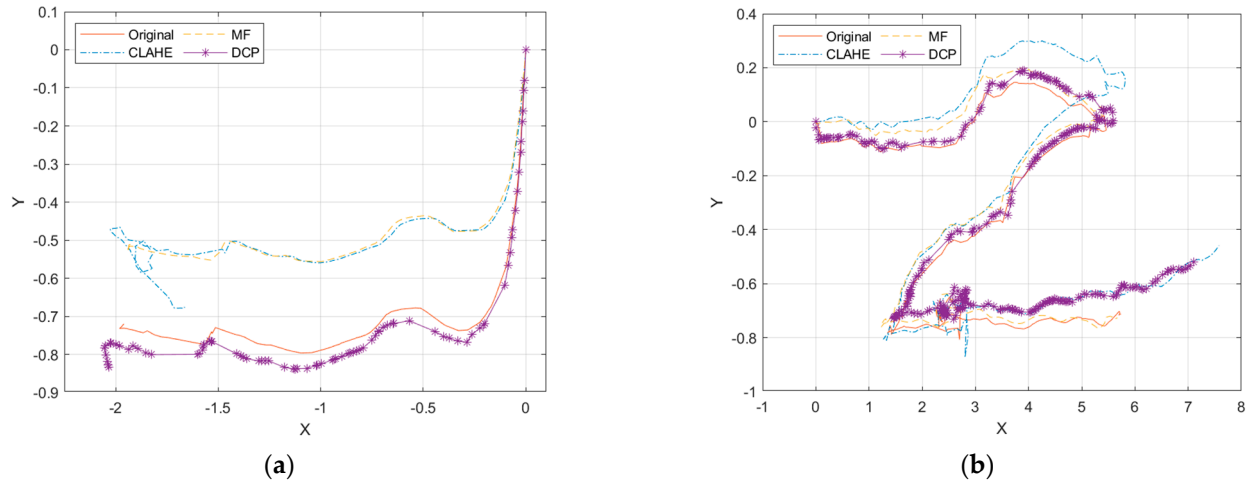 0.1
0
-0.1
-0.2
-0.3
-0.4
-0.5
-0.6
-0.7
-0.8
-0.9
Y
Original MF
CLAHE DCP
-2 -1.5 -1 -0.5 0
X
(a)
0.4
0.2
0
-0.2
-0.4
-0.6
-0.8
-1
Y
Original MF
CLAHE DCP
-1 0 1 2 3 4 5 6 7 8
X
(b)